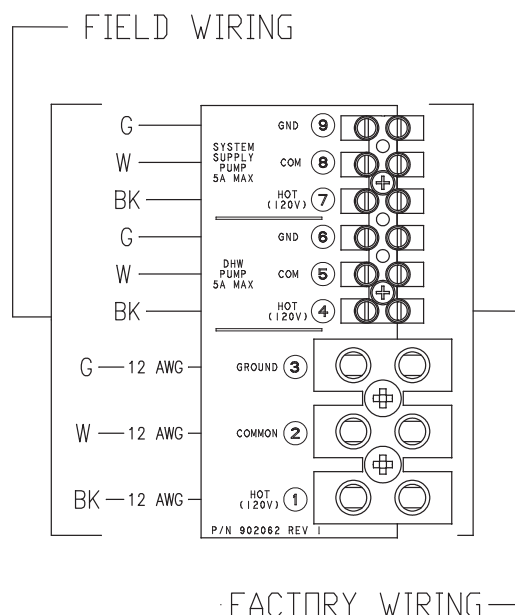 FIELD WIRING
G
GND 9
SYSTEM
SUPPLY
PUMP
5A MAX
W
COM 8
BK
HOT
(120V) 7
G
GND 6
DHW
PUMP
5A MAX
W
COM 5
BK
HOT
(120V) 4
G 12 AWG
GROUND 3
W 12 AWG
COMMON 2
BK 12 AWG
HOT
(120V) 1
P/N 902062 REV I
FACTORY WIRING